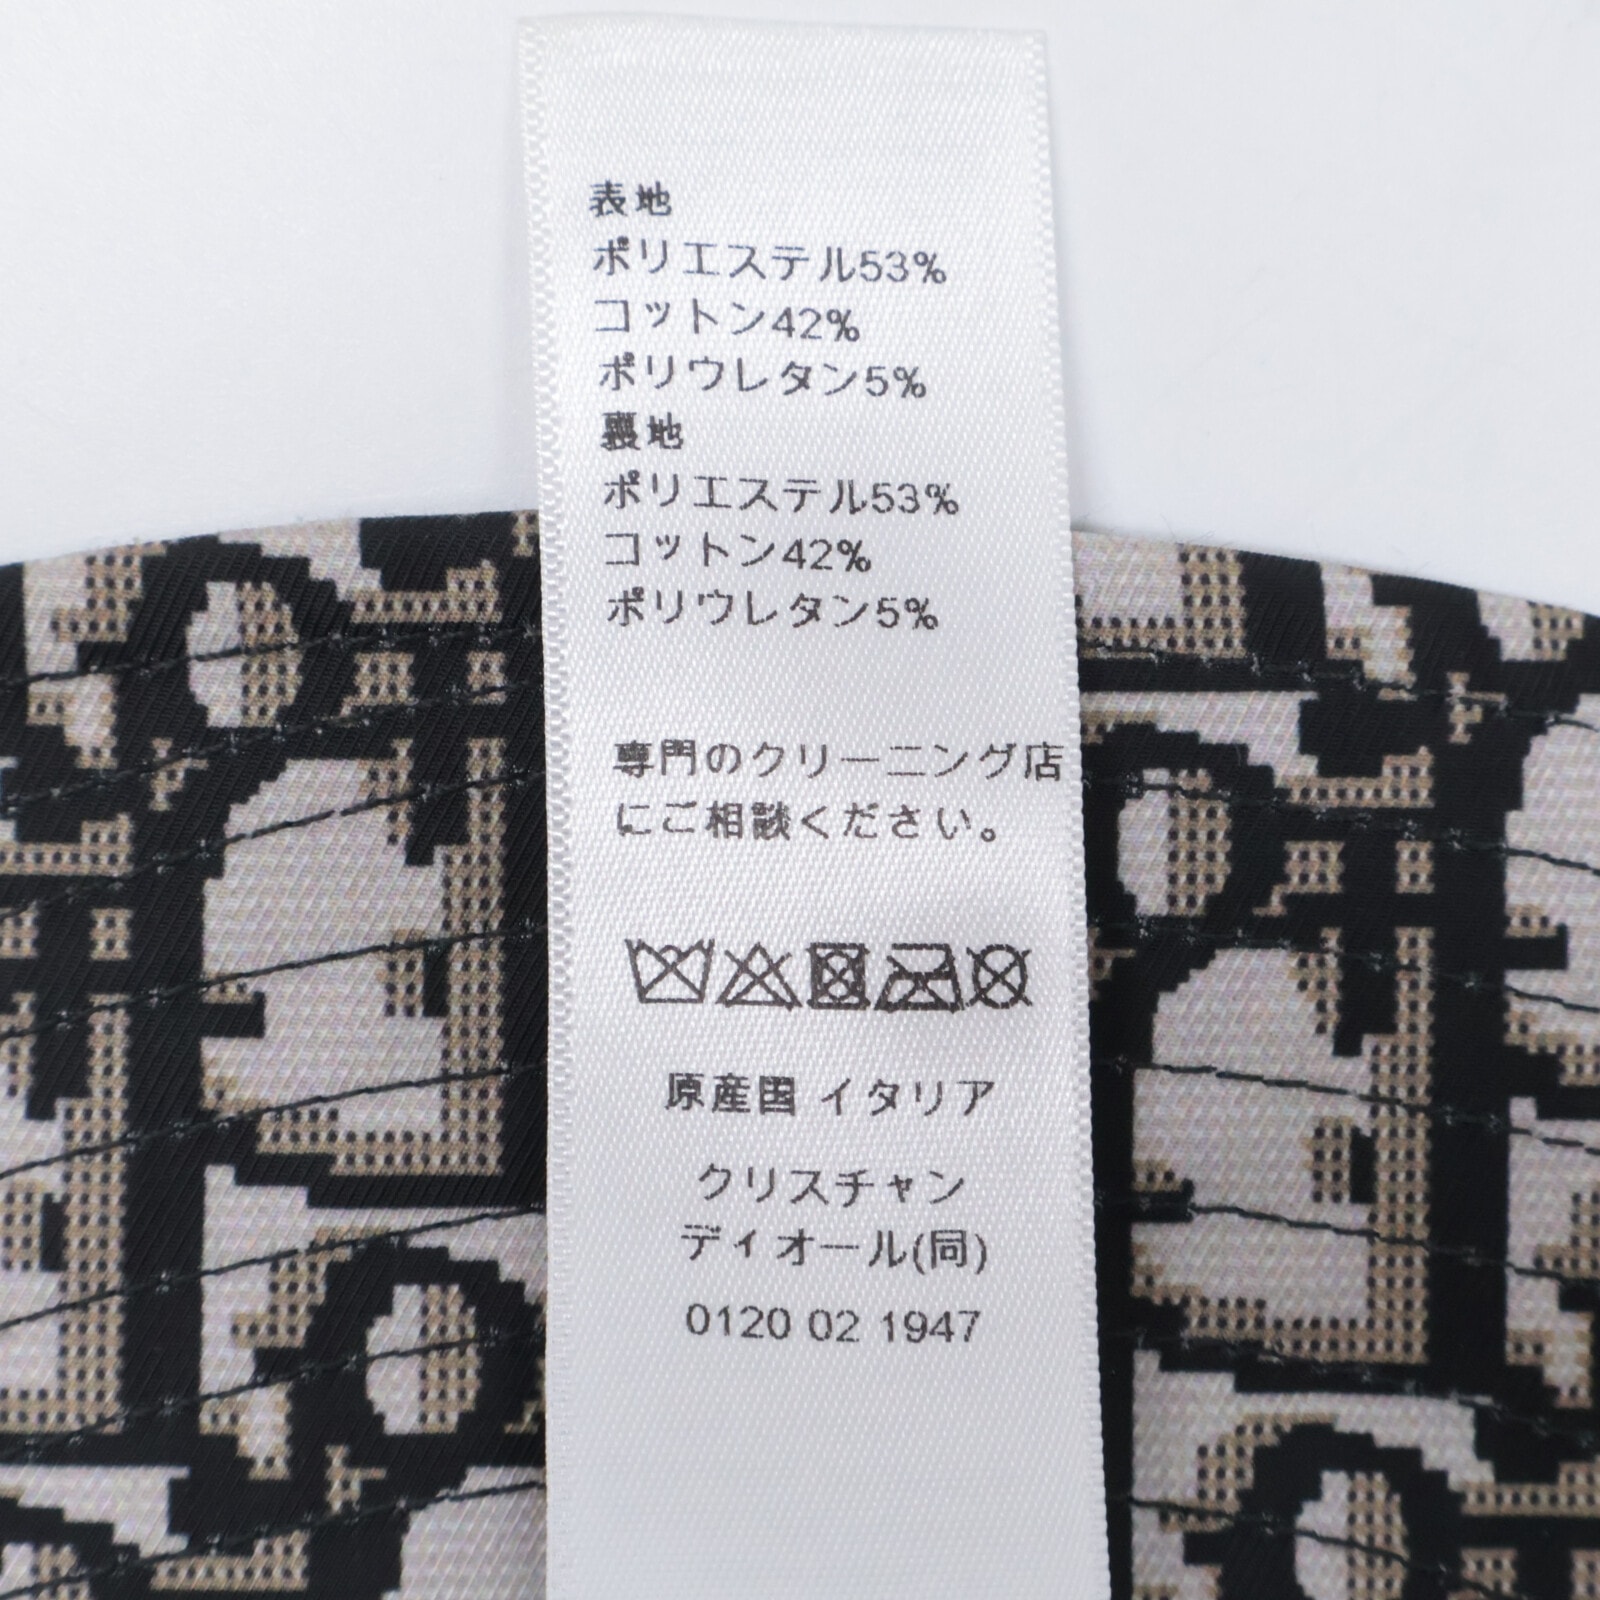 表地
ポリエステル53%
コットン42%
ポリウレタン5%
裏地
ポリエステル53%
コットン42%
ポリウレタン5%
専門のクリーニング店
にご相談ください。
原産国 イタリア
クリスチャン
ディオール(同)
0120 02 1947